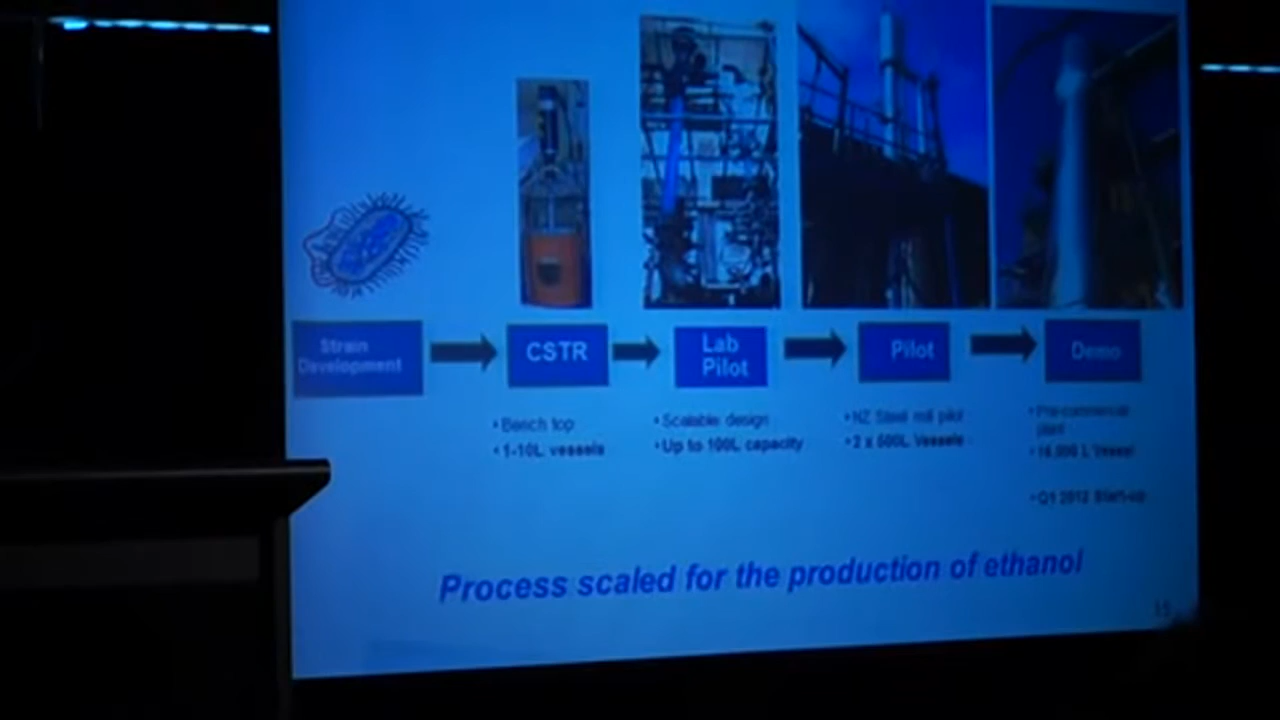 Strain
Development
CSTR
Lab
Pilot
Pilot
Demo
• Bench top
• 1-10L vessels
• Scalable design
• Up to 100L capacity
• NZ Steel mill pilot
• 2 x 500L Vessels
• Pre-commercial
plant
L Vessel
• Q1 2012 Start-up
Process scaled for the production of ethanol
15